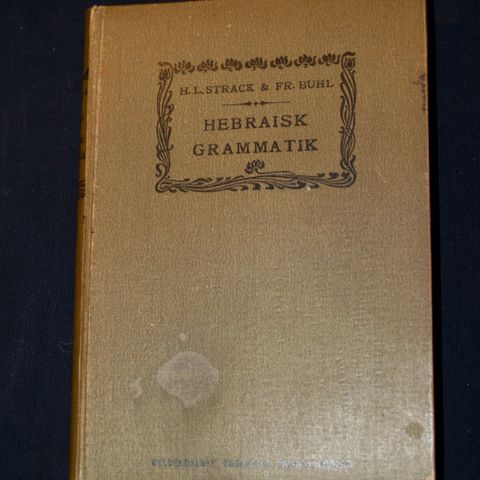 H. L. STRACK & FR. BUHL
HEBRAISK
GRAMMATIK